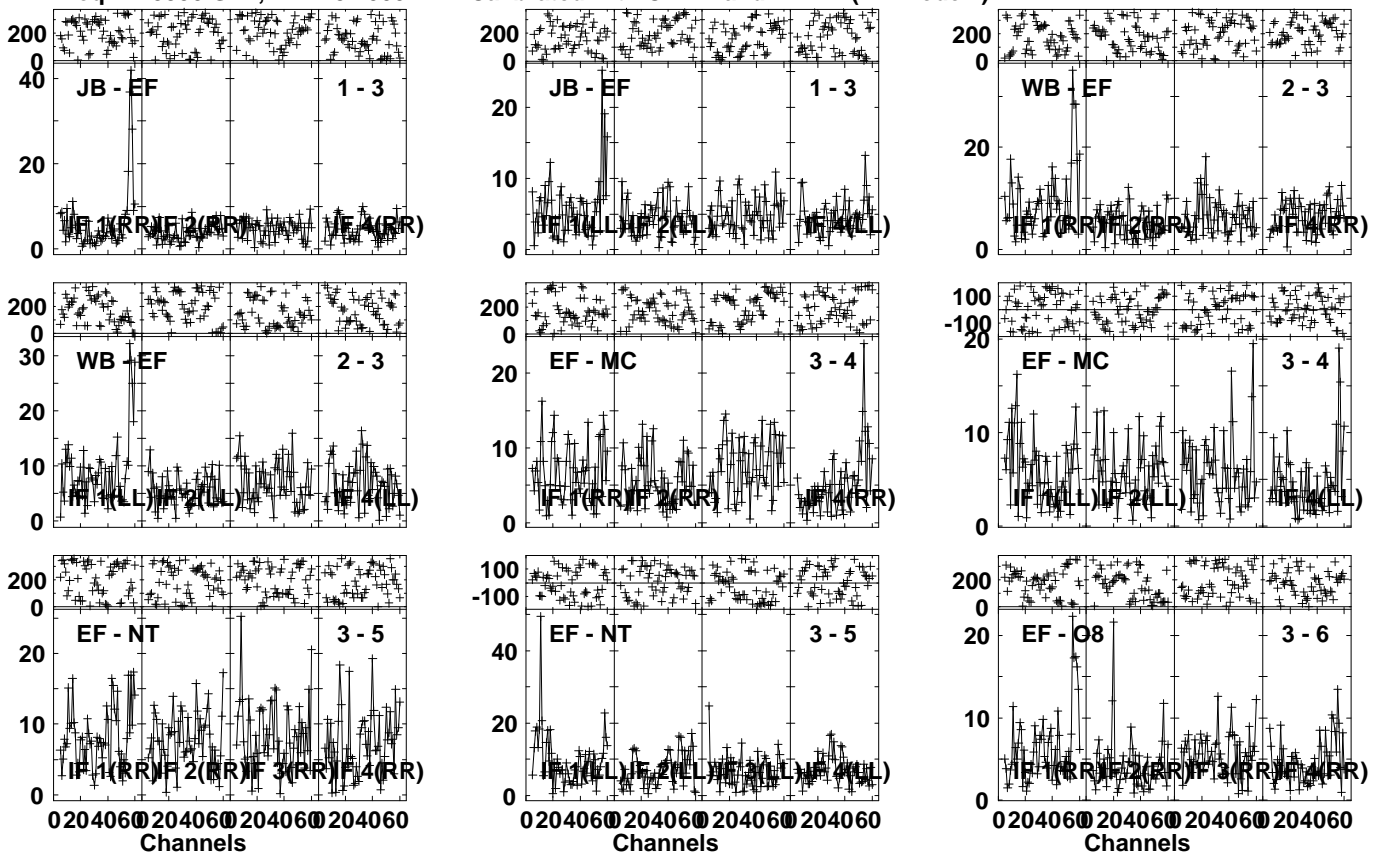 200
0
40
20
0
JB - EF
1 - 3
IF 1(RR)
IF 2(RR)
IF 4(RR)
200
0
20
10
0
JB - EF
1 - 3
IF 1(LL)
IF 2(LL)
IF 4(LL)
200
0
20
0
WB - EF
2 - 3
IF 1(RR)
IF 2(RR)
IF 4(RR)
200
0
30
20
10
0
WB - EF
2 - 3
IF 1(LL)
IF 2(LL)
IF 4(LL)
200
0
20
10
0
EF - MC
3 - 4
IF 1(RR)
IF 2(RR)
IF 4(RR)
100
-100
20
10
0
EF - MC
3 - 4
IF 1(LL)
IF 2(LL)
IF 4(LL)
200
0
20
10
0
EF - NT
3 - 5
IF 1(RR)
IF 2(RR)
IF 3(RR)
IF 4(RR)
0 20 40 60 0 20 40 60 0 20 40 60 0 20 40 60
Channels
100
-100
40
20
0
EF - NT
3 - 5
IF 1(LL)
IF 2(LL)
IF 3(LL)
IF 4(LL)
0 20 40 60 0 20 40 60 0 20 40 60 0 20 40 60
Channels
200
0
20
10
0
EF - O8
3 - 6
IF 1(RR)
IF 2(RR)
IF 3(RR)
IF 4(RR)
0 20 40 60 0 20 40 60 0 20 40 60 0 20 40 60
Channels